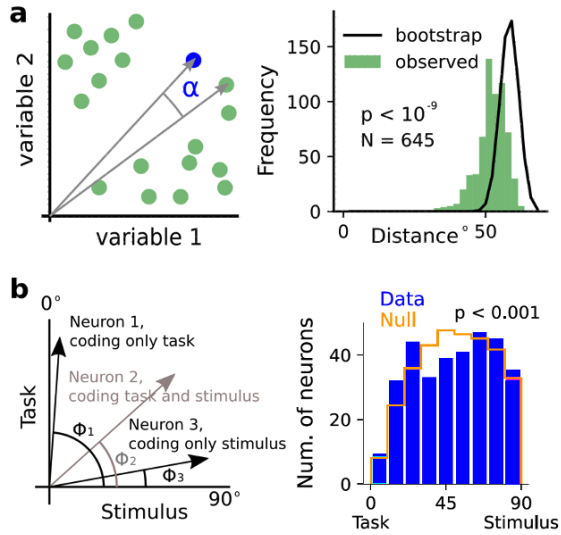 a
variable 2
variable 1
α
Frequency
150
100
50
0
bootstrap
observed
p < 10⁻⁹
N = 645
0
50
Distance°
b
0°
Task
Neuron 1,
coding only task
Neuron 2,
coding task and stimulus
Neuron 3,
coding only stimulus
Φ₁
Φ₂
Φ₃
90°
Stimulus
Data
Null
p < 0.001
Num. of neurons
40
20
0
0
45
90
Task
Stimulus